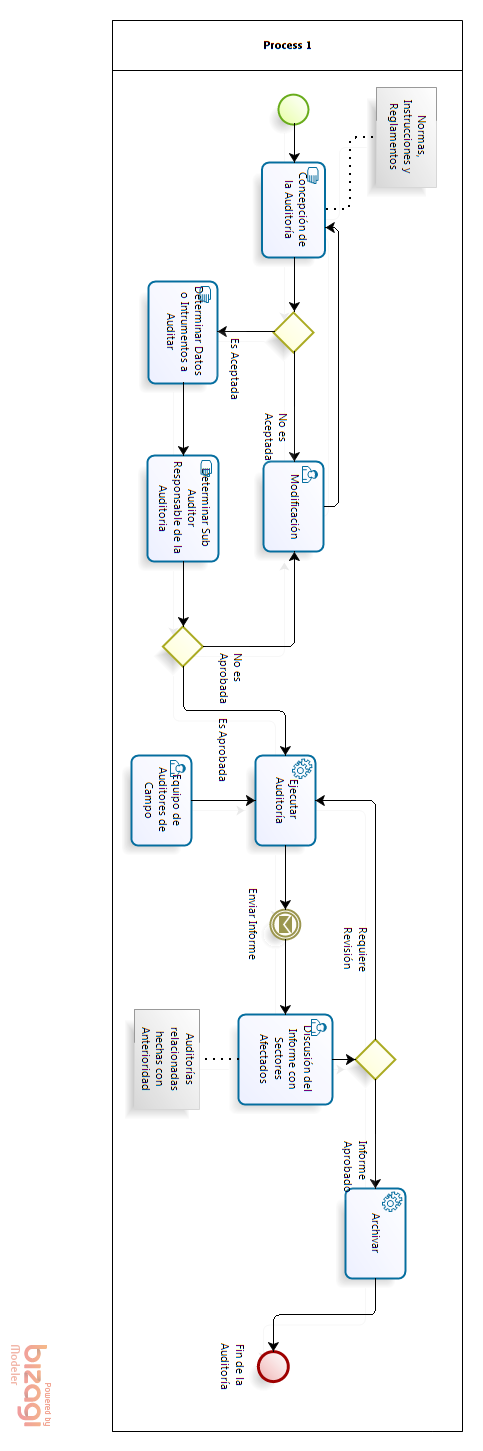 Process 1
Normas,
Instrucciones y
Reglamentos
Concepción de
la Auditoría
Es Aceptada
No es
Aceptada
Determinar Datos
o Intrumentos a
Auditar
Modificación
Determinar Sub
Auditor
Responsable de la
Auditoria
No es
Aprobada
Es Aprobada
Equipo de
Auditores de
Campo
Ejecutar
Auditoría
Enviar Informe
Requiere
Revisión
Discusión del
Informe con
Sectores
Afectados
Auditorías
relacionadas
hechas con
Anterioridad
Informe
Aprobado
Archivar
Fin de la
Auditoría
Powered by
bizagi
Modeler